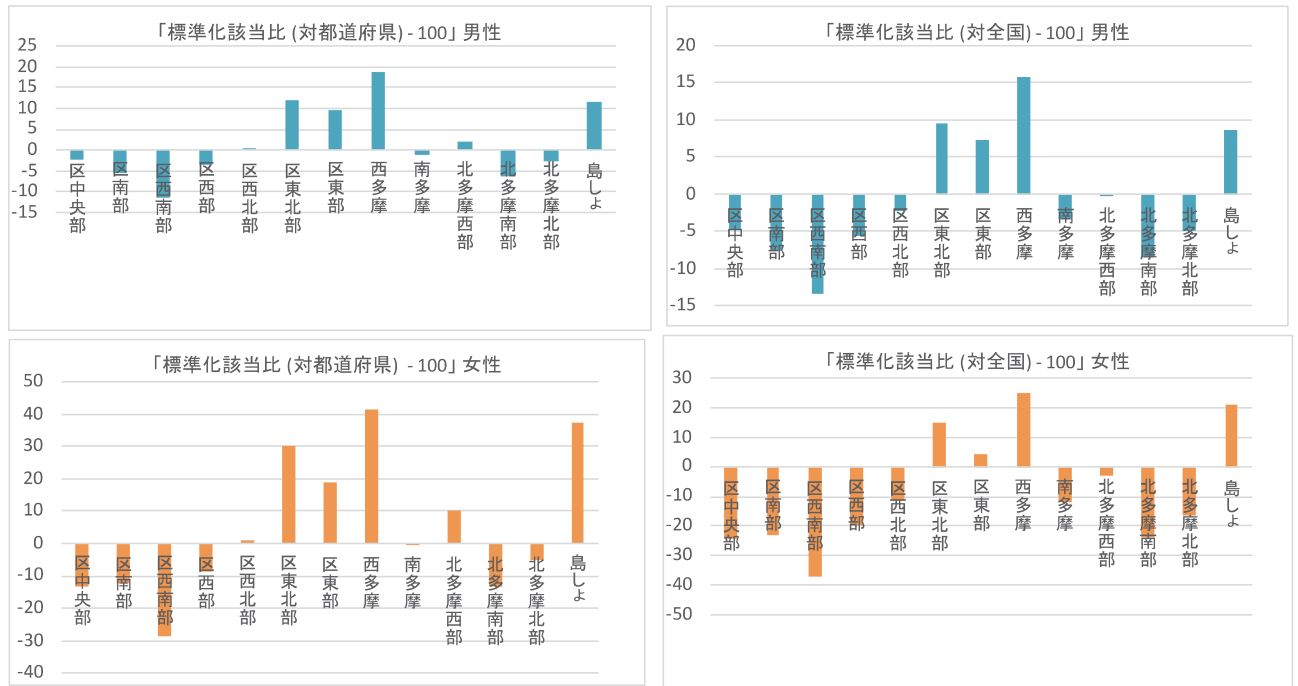 「標準化該当比 (対都道府県) - 100」 男性
25
20
15
10
5
0
-5
-10
-15
区中央部
区南部
区西南部
区西部
区西北部
区東北部
区東部
西多摩
南多摩
北多摩西部
北多摩南部
北多摩北部
島しょ
「標準化該当比 (対全国) - 100」 男性
20
15
10
5
0
-5
-10
-15
区中央部
区南部
区西南部
区西部
区西北部
区東北部
区東部
西多摩
南多摩
北多摩西部
北多摩南部
北多摩北部
島しょ
「標準化該当比 (対都道府県) - 100」 女性
50
40
30
20
10
0
-10
-20
-30
-40
区中央部
区南部
区西南部
区西部
区西北部
区東北部
区東部
西多摩
南多摩
北多摩西部
北多摩南部
北多摩北部
島しょ
「標準化該当比 (対全国) - 100」 女性
30
20
10
0
-10
-20
-30
-40
-50
区中央部
区南部
区西南部
区西部
区西北部
区東北部
区東部
西多摩
南多摩
北多摩西部
北多摩南部
北多摩北部
島しょ